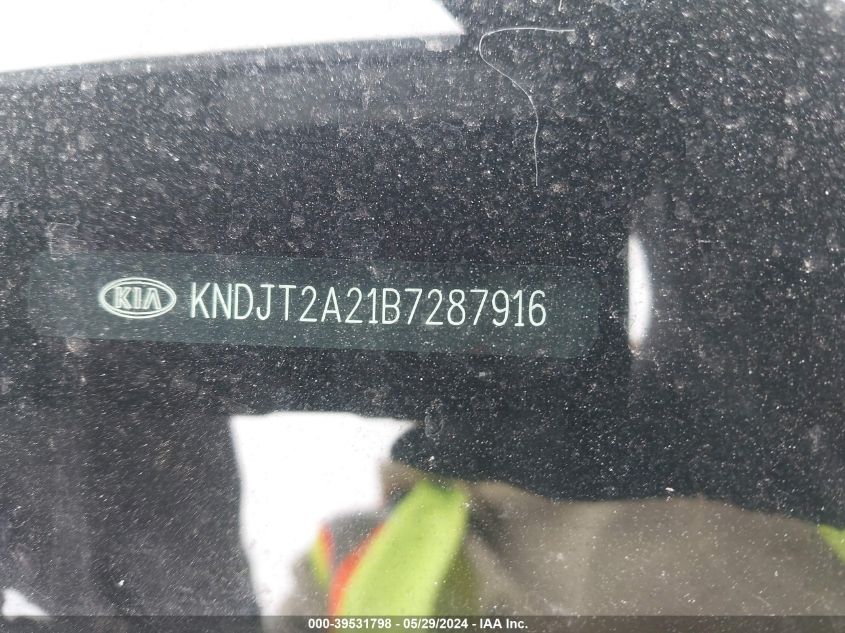 KIA KNDJT2A21B7287916
000-39531798 - 05/29/2024 - IAA Inc.